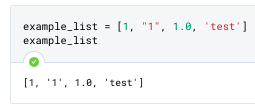 example_list = [1, "1", 1.0, 'test']
example_list
[1, '1', 1.0, 'test']